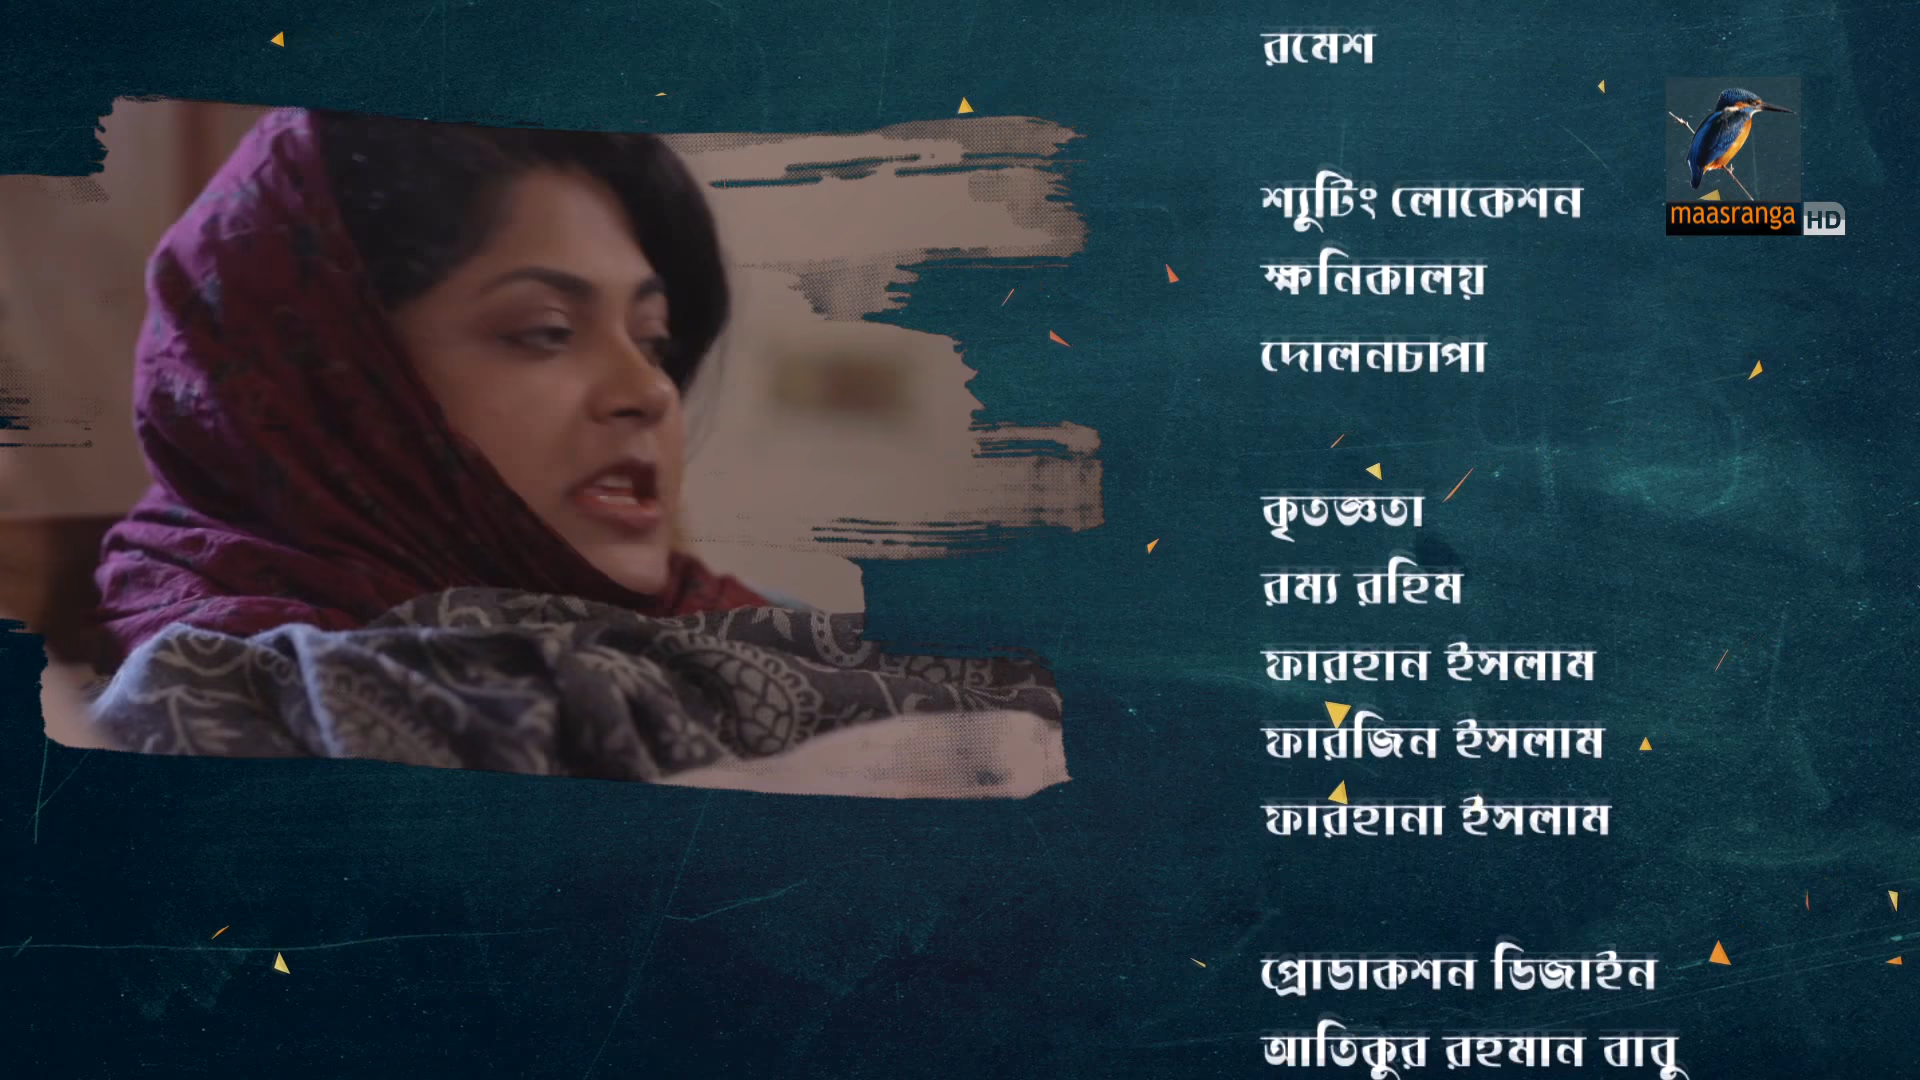 রমেশ
শ্যুটিং লোকেশন
ক্ষনিকালয়
দোলনচাপা
কৃতজ্ঞতা
রম্য রহিম
ফারহান ইসলাম
ফারজিন ইসলাম
ফারহানা ইসলাম
প্রোডাকশন ডিজাইন
আতিকুর রহমান বাবু
maasranga HD